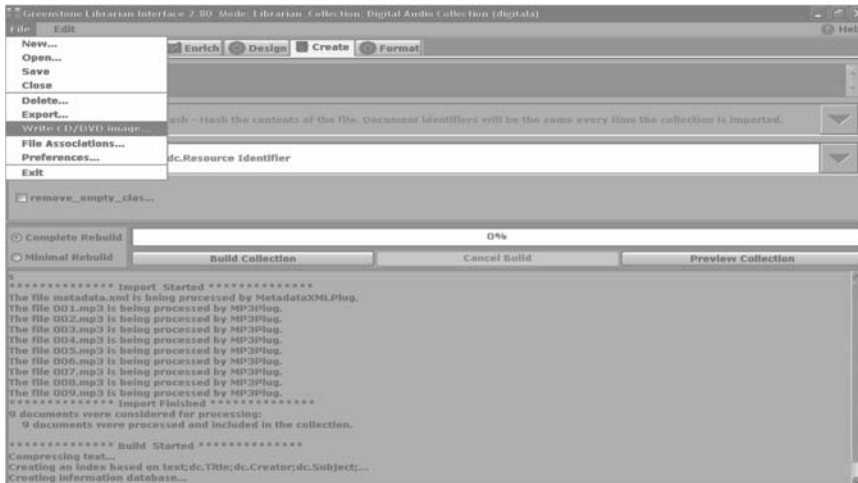 Greenstone Librarian Interface 2.80 Mode: Librarian Collection: Digital Audio Collection (digitala)
File Edit Help
New...
Open...
Save
Close
Delete...
Export...
Write CD/DVD image...
File Associations...
Preferences...
Exit
Enrich Design Create Format
ash - Hash the contents of the file. Document identifiers will be the same every time the collection is imported.
dc.Resource Identifier
remove_empty_clas...
Complete Rebuild 0%
Minimal Rebuild Build Collection Cancel Build Preview Collection
s
************** Import Started **************
The file metadata.xml is being processed by MetadataXMLPlug.
The file 001.mp3 is being processed by MP3Plug.
The file 002.mp3 is being processed by MP3Plug.
The file 003.mp3 is being processed by MP3Plug.
The file 004.mp3 is being processed by MP3Plug.
The file 005.mp3 is being processed by MP3Plug.
The file 006.mp3 is being processed by MP3Plug.
The file 007.mp3 is being processed by MP3Plug.
The file 008.mp3 is being processed by MP3Plug.
The file 009.mp3 is being processed by MP3Plug.
************** Import Finished **************
9 documents were considered for processing:
9 documents were processed and included in the collection.
************** Build Started **************
Compressing text...
Creating an index based on text;dc.Title;dc.Creator;dc.Subject;...
Creating information database...